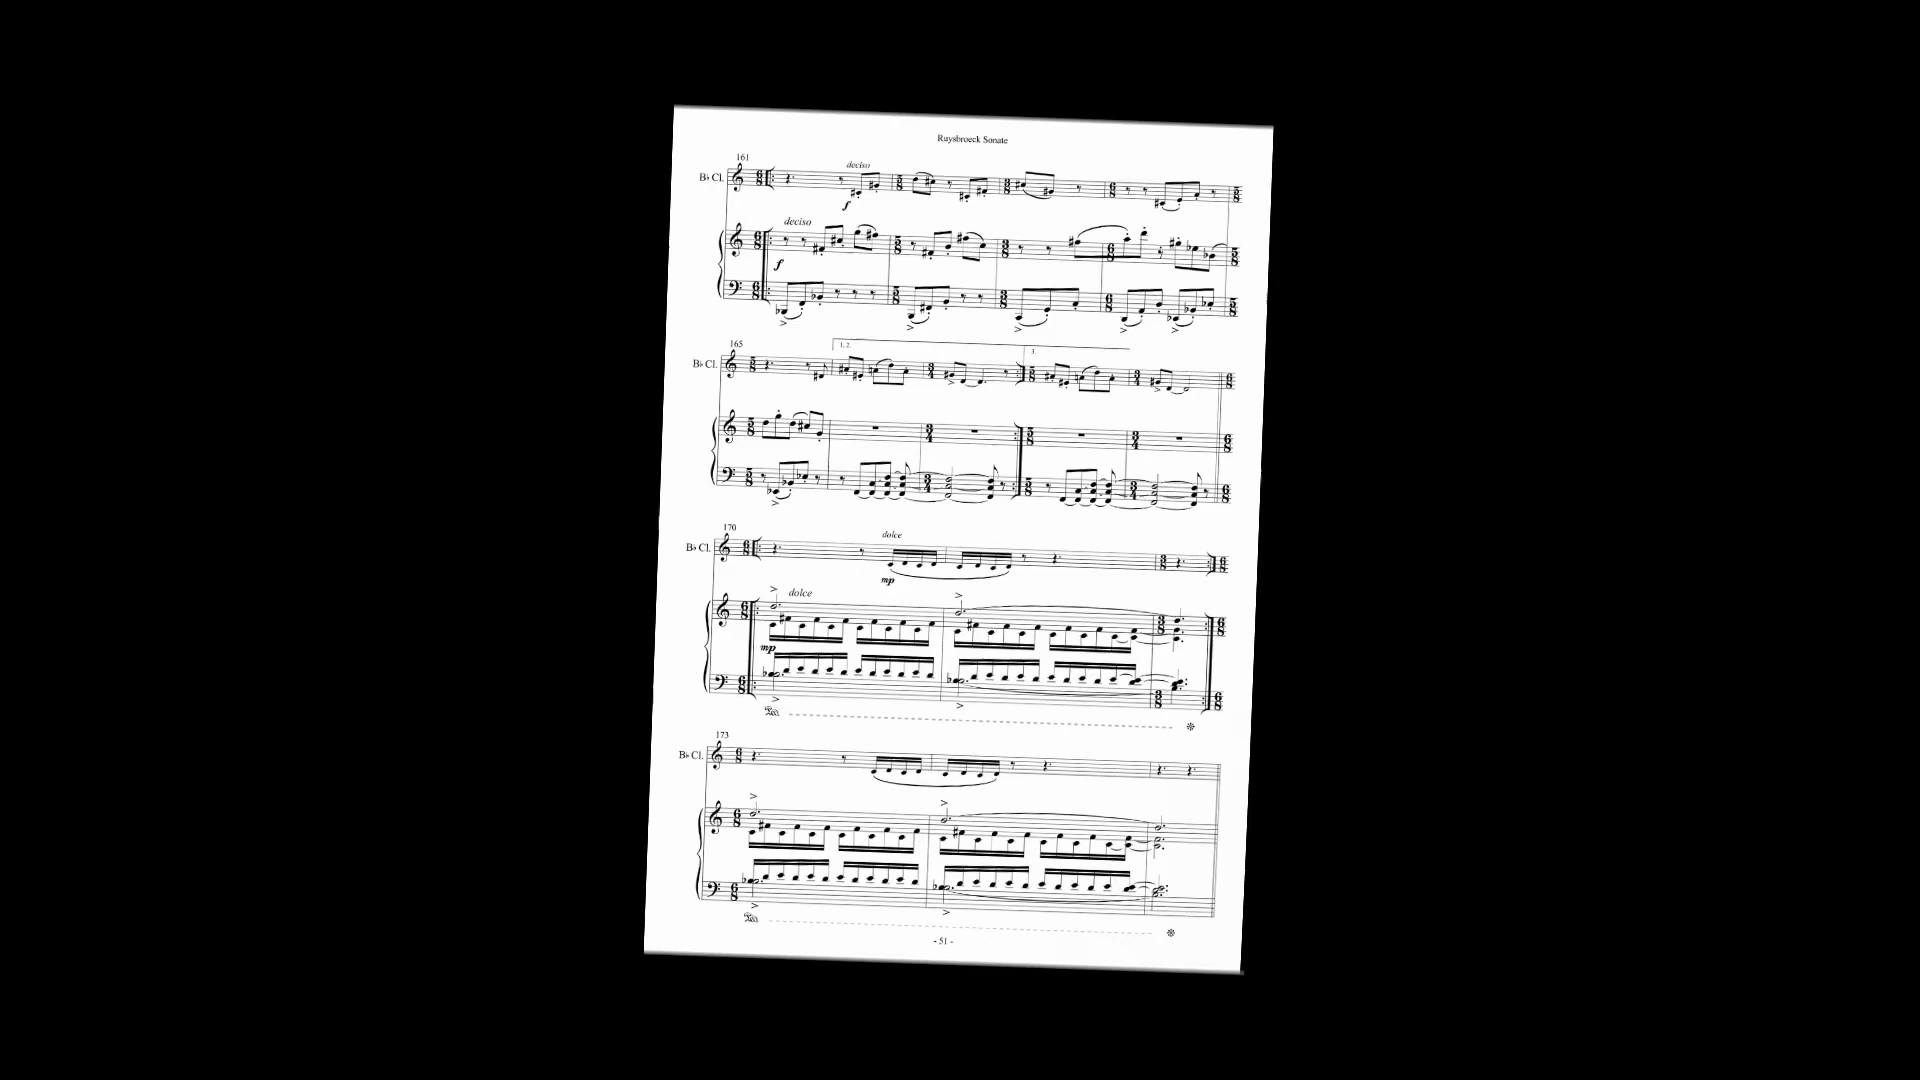 Ruysbroeck Sonate
161
deciso
B♭ Cl.
f
deciso
f
165
1, 2.
3.
B♭ Cl.
170
dolce
B♭ Cl.
mp
dolce
mp
173
B♭ Cl.
- 51 -